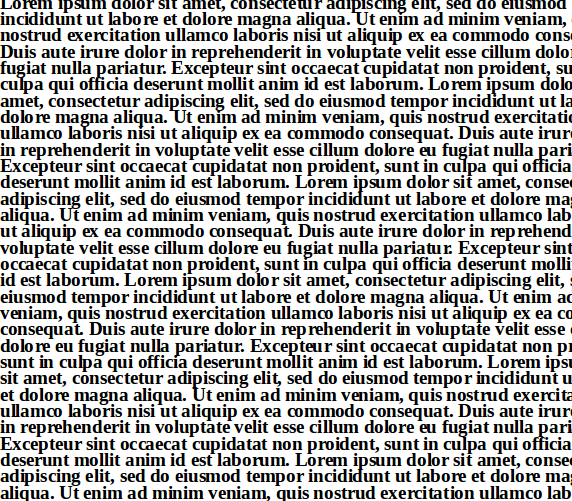 Lorem ipsum dolor sit amet, consectetur adipiscing elit, sed do eiusmod
incididunt ut labore et dolore magna aliqua. Ut enim ad minim veniam,
nostrud exercitation ullamco laboris nisi ut aliquip ex ea commodo cons
Duis aute irure dolor in reprehenderit in voluptate velit esse cillum dolor
fugiat nulla pariatur. Excepteur sint occaecat cupidatat non proident, su
culpa qui officia deserunt mollit anim id est laborum. Lorem ipsum dolo
amet, consectetur adipiscing elit, sed do eiusmod tempor incididunt ut la
dolore magna aliqua. Ut enim ad minim veniam, quis nostrud exercitatio
ullamco laboris nisi ut aliquip ex ea commodo consequat. Duis aute irure
in reprehenderit in voluptate velit esse cillum dolore eu fugiat nulla pari
Excepteur sint occaecat cupidatat non proident, sunt in culpa qui officia
deserunt mollit anim id est laborum. Lorem ipsum dolor sit amet, consec
adipiscing elit, sed do eiusmod tempor incididunt ut labore et dolore mag
aliqua. Ut enim ad minim veniam, quis nostrud exercitation ullamco lab
ut aliquip ex ea commodo consequat. Duis aute irure dolor in reprehend
voluptate velit esse cillum dolore eu fugiat nulla pariatur. Excepteur sint
occaecat cupidatat non proident, sunt in culpa qui officia deserunt molli
id est laborum. Lorem ipsum dolor sit amet, consectetur adipiscing elit, s
eiusmod tempor incididunt ut labore et dolore magna aliqua. Ut enim ad
veniam, quis nostrud exercitation ullamco laboris nisi ut aliquip ex ea co
consequat. Duis aute irure dolor in reprehenderit in voluptate velit esse
dolore eu fugiat nulla pariatur. Excepteur sint occaecat cupidatat non pr
sunt in culpa qui officia deserunt mollit anim id est laborum. Lorem ipsu
sit amet, consectetur adipiscing elit, sed do eiusmod tempor incididunt u
et dolore magna aliqua. Ut enim ad minim veniam, quis nostrud exercita
ullamco laboris nisi ut aliquip ex ea commodo consequat. Duis aute irure
in reprehenderit in voluptate velit esse cillum dolore eu fugiat nulla pari
Excepteur sint occaecat cupidatat non proident, sunt in culpa qui officia
deserunt mollit anim id est laborum. Lorem ipsum dolor sit amet, consec
adipiscing elit, sed do eiusmod tempor incididunt ut labore et dolore mag
aliqua. Ut enim ad minim veniam, quis nostrud exercitation ullamco lab